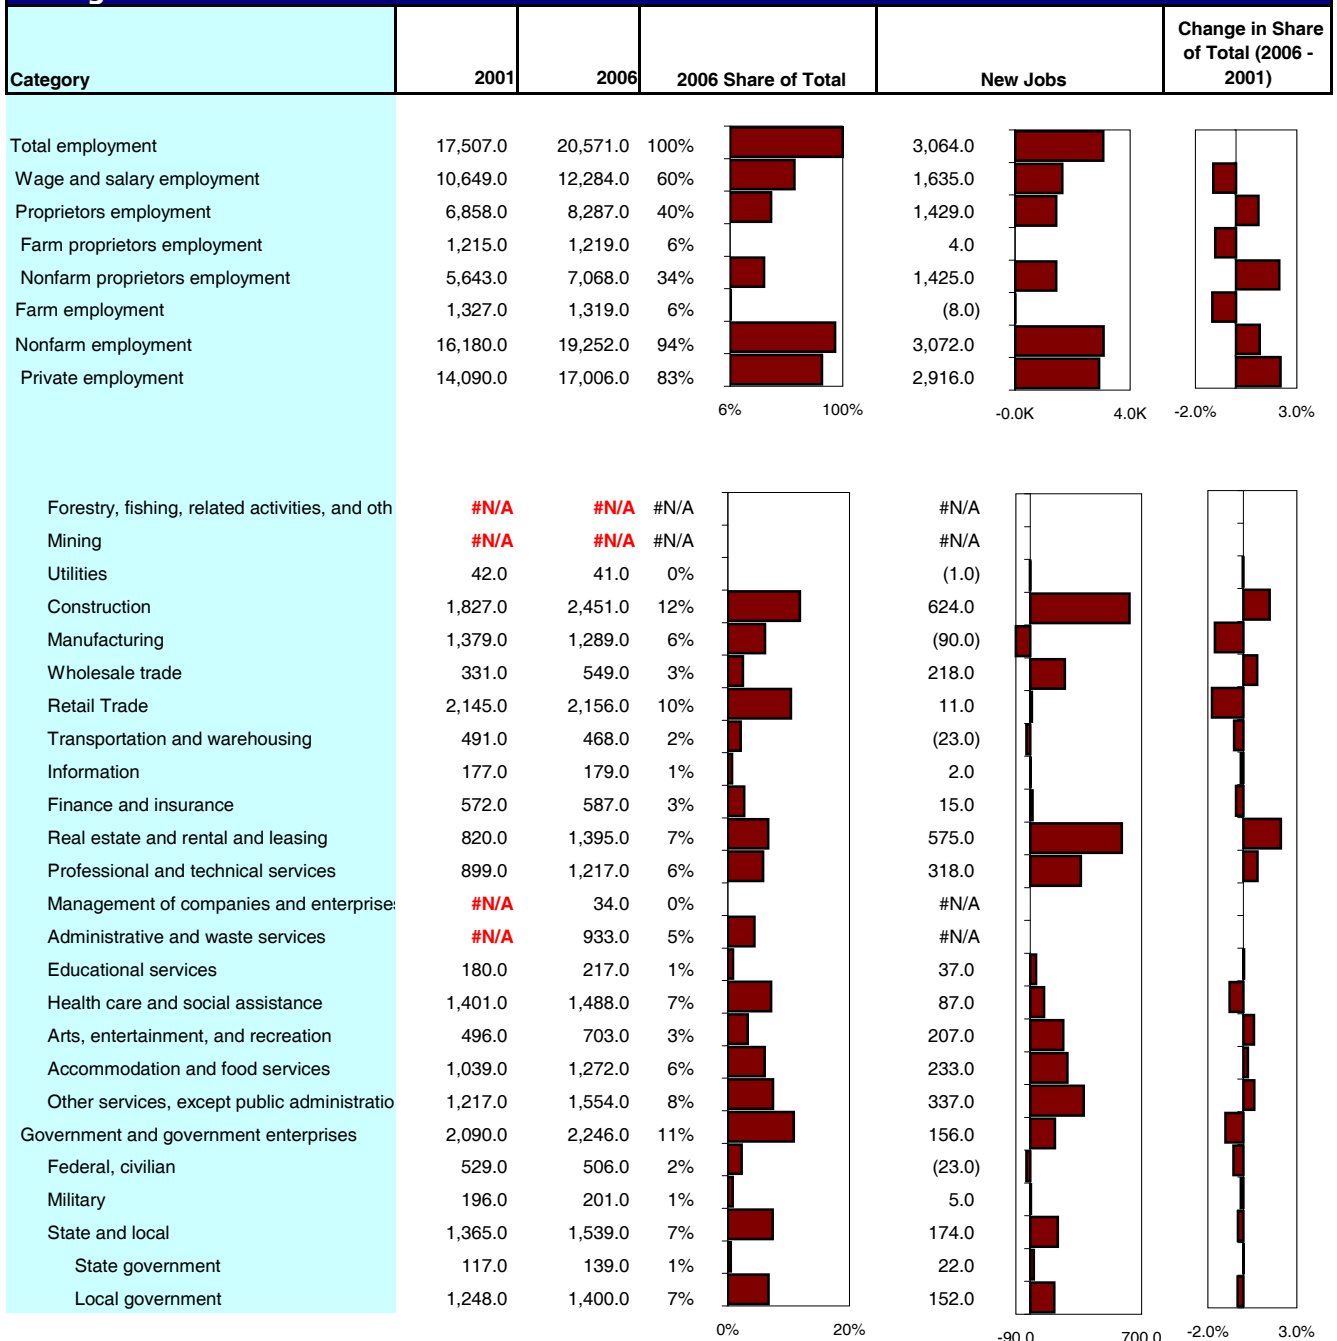 Category 2001 2006 2006 Share of Total New Jobs Change in Share of Total (2006 - 2001)
Total employment 17,507.0 20,571.0 100% 3,064.0
Wage and salary employment 10,649.0 12,284.0 60% 1,635.0
Proprietors employment 6,858.0 8,287.0 40% 1,429.0
Farm proprietors employment 1,215.0 1,219.0 6% 4.0
Nonfarm proprietors employment 5,643.0 7,068.0 34% 1,425.0
Farm employment 1,327.0 1,319.0 6% (8.0)
Nonfarm employment 16,180.0 19,252.0 94% 3,072.0
Private employment 14,090.0 17,006.0 83% 2,916.0
6% 100% -0.0K 4.0K -2.0% 3.0%
Forestry, fishing, related activities, and oth #N/A #N/A #N/A #N/A
Mining #N/A #N/A #N/A #N/A
Utilities 42.0 41.0 0% (1.0)
Construction 1,827.0 2,451.0 12% 624.0
Manufacturing 1,379.0 1,289.0 6% (90.0)
Wholesale trade 331.0 549.0 3% 218.0
Retail Trade 2,145.0 2,156.0 10% 11.0
Transportation and warehousing 491.0 468.0 2% (23.0)
Information 177.0 179.0 1% 2.0
Finance and insurance 572.0 587.0 3% 15.0
Real estate and rental and leasing 820.0 1,395.0 7% 575.0
Professional and technical services 899.0 1,217.0 6% 318.0
Management of companies and enterprises #N/A 34.0 0% #N/A
Administrative and waste services #N/A 933.0 5% #N/A
Educational services 180.0 217.0 1% 37.0
Health care and social assistance 1,401.0 1,488.0 7% 87.0
Arts, entertainment, and recreation 496.0 703.0 3% 207.0
Accommodation and food services 1,039.0 1,272.0 6% 233.0
Other services, except public administratio 1,217.0 1,554.0 8% 337.0
Government and government enterprises 2,090.0 2,246.0 11% 156.0
Federal, civilian 529.0 506.0 2% (23.0)
Military 196.0 201.0 1% 5.0
State and local 1,365.0 1,539.0 7% 174.0
State government 117.0 139.0 1% 22.0
Local government 1,248.0 1,400.0 7% 152.0
0% 20% -90.0 700.0 -2.0% 3.0%